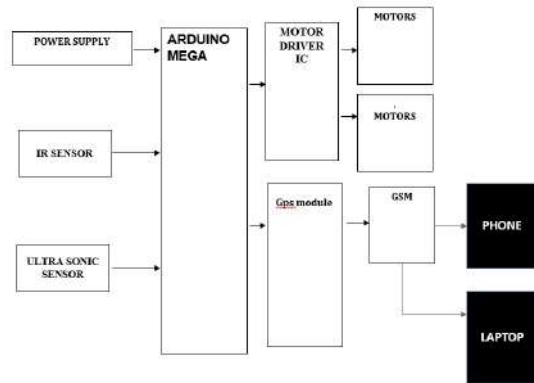 POWER SUPPLY
IR SENSOR
ULTRA SONIC
SENSOR
ARDUINO
MEGA
MOTOR
DRIVER
IC
MOTORS
MOTORS
Gps module
GSM
PHONE
LAPTOP